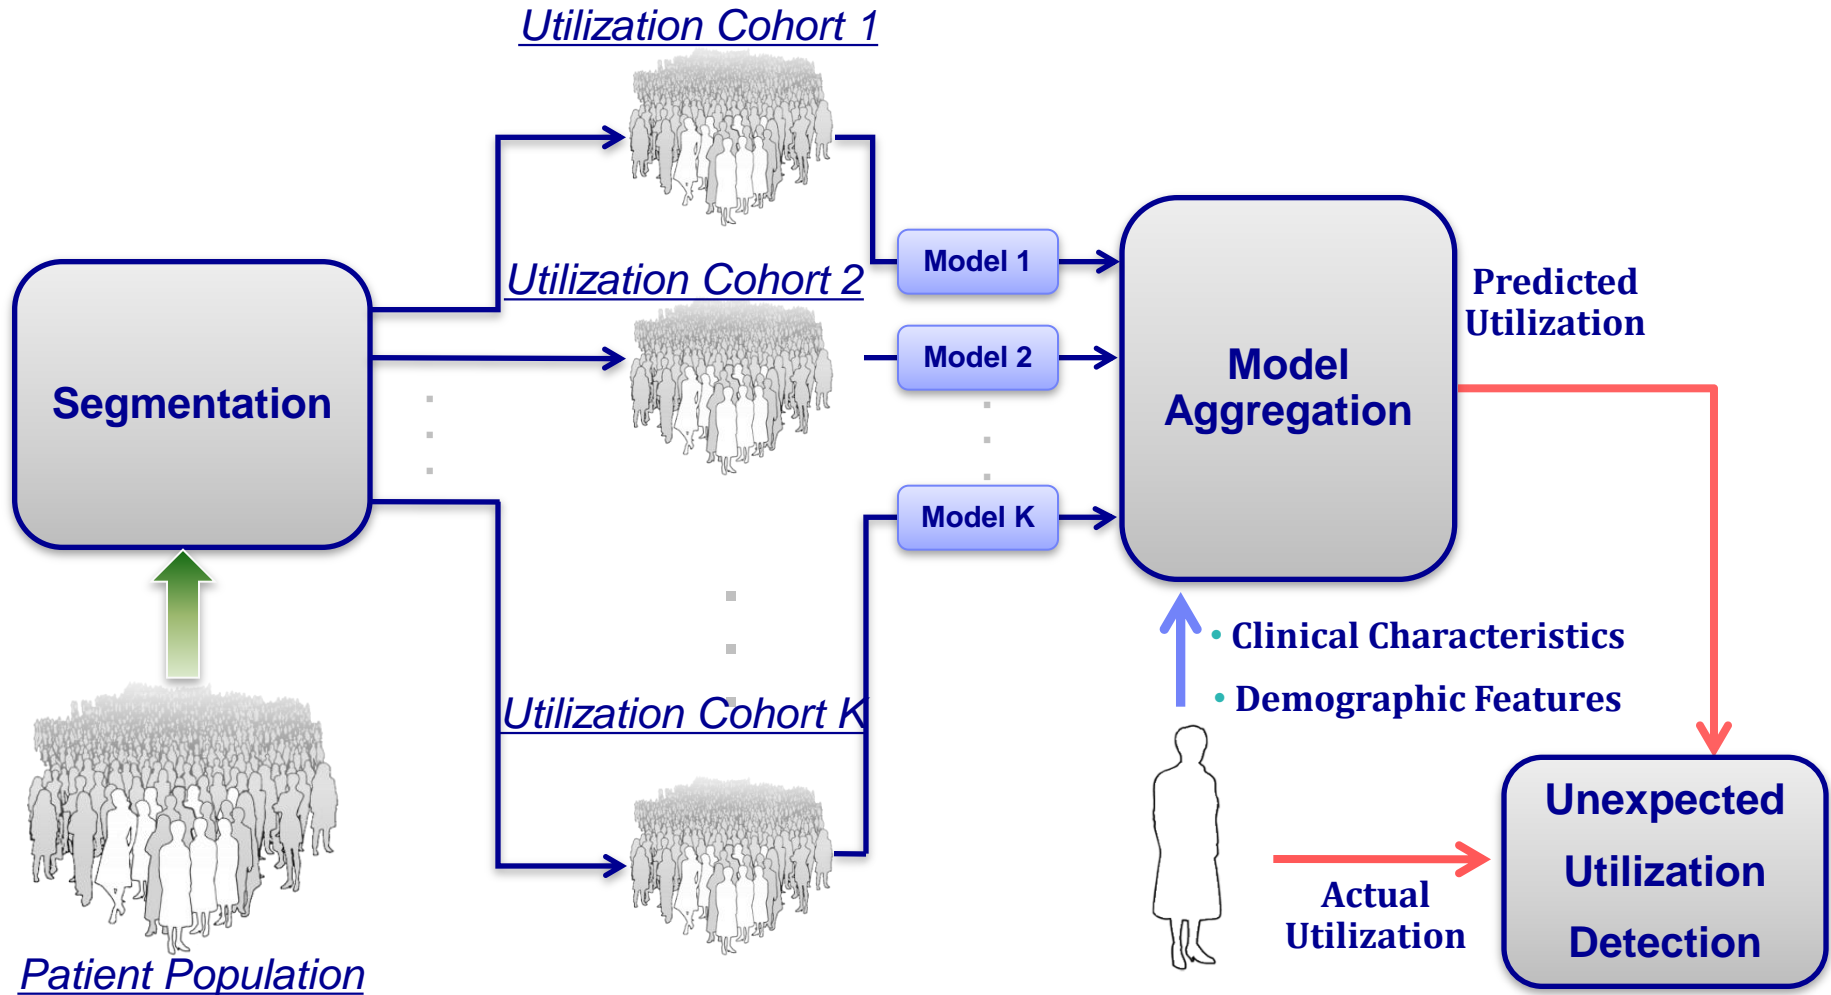 Utilization Cohort 1
Utilization Cohort 2
Utilization Cohort K
Segmentation
Patient Population
Model 1
Model 2
Model K
Model
Aggregation
Predicted
Utilization
• Clinical Characteristics
• Demographic Features
Actual
Utilization
Unexpected
Utilization
Detection